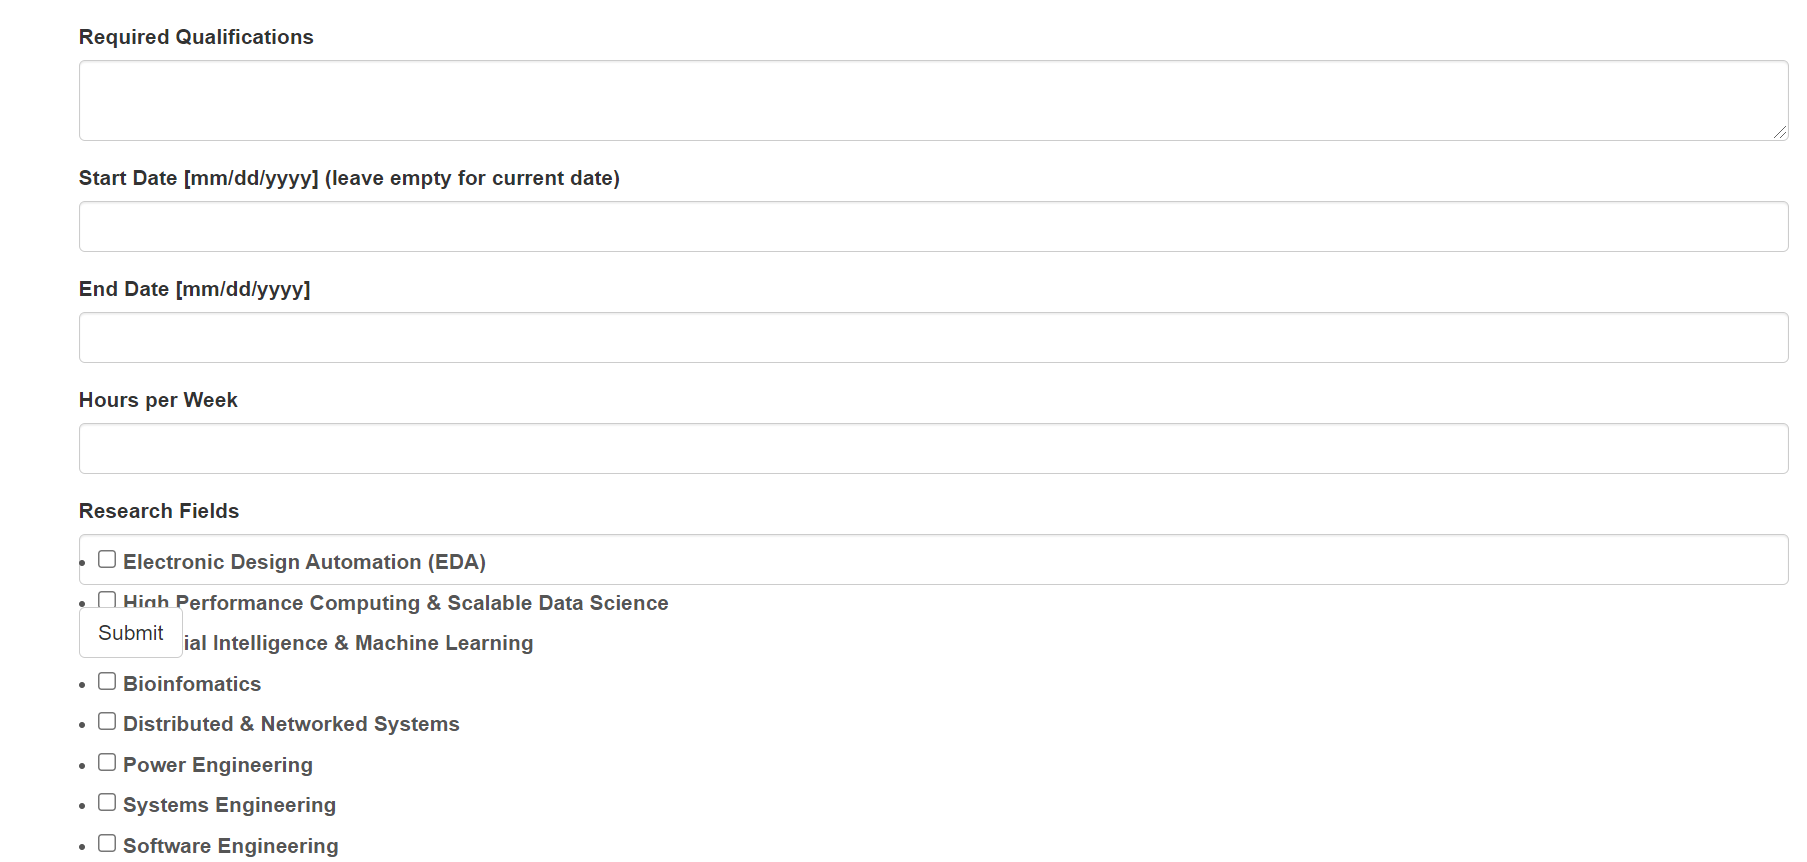 Required Qualifications
Start Date [mm/dd/yyyy] (leave empty for current date)
End Date [mm/dd/yyyy]
Hours per Week
Research Fields
Electronic Design Automation (EDA)
High Performance Computing & Scalable Data Science
Submit
Intelligence & Machine Learning
Bioinfomatics
Distributed & Networked Systems
Power Engineering
Systems Engineering
Software Engineering